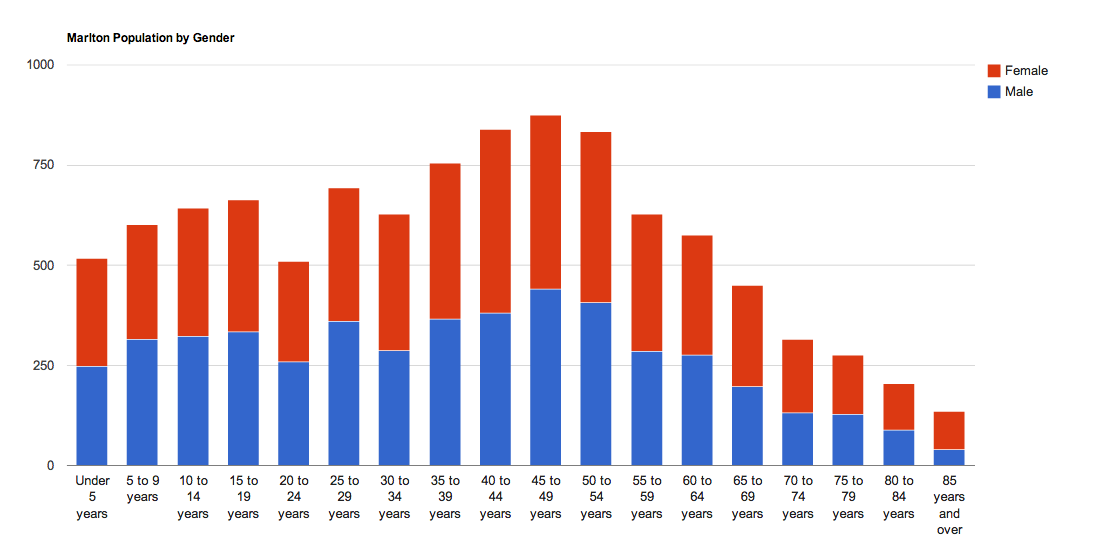 Marlton Population by Gender
1000
750
500
250
0
Female
Male
Under
5
years
5 to 9
years
10 to
14
years
15 to
19
years
20 to
24
years
25 to
29
years
30 to
34
years
35 to
39
years
40 to
44
years
45 to
49
years
50 to
54
years
55 to
59
years
60 to
64
years
65 to
69
years
70 to
74
years
75 to
79
years
80 to
84
years
85
years
and
over